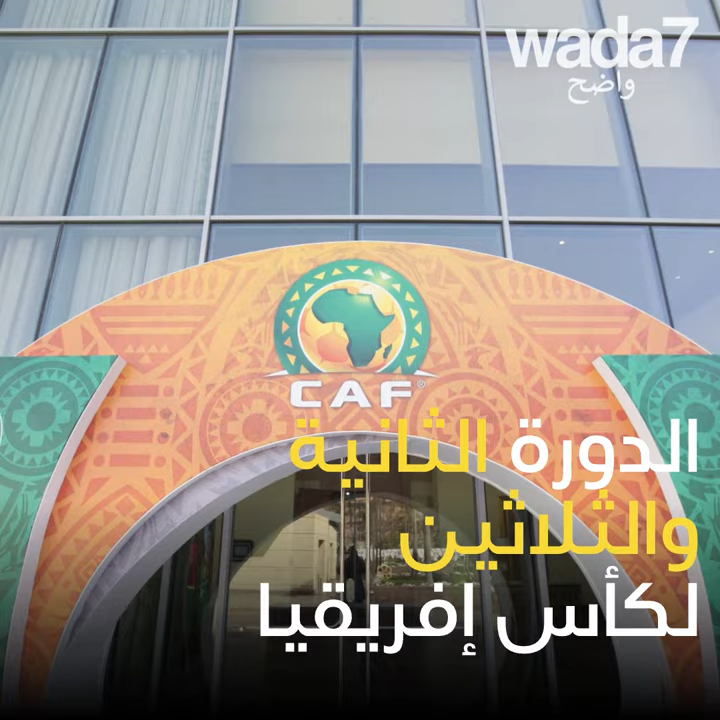 wada7
واضح
CAF
الدورة الثانية
والثلاثين
لكأس إفريقيا